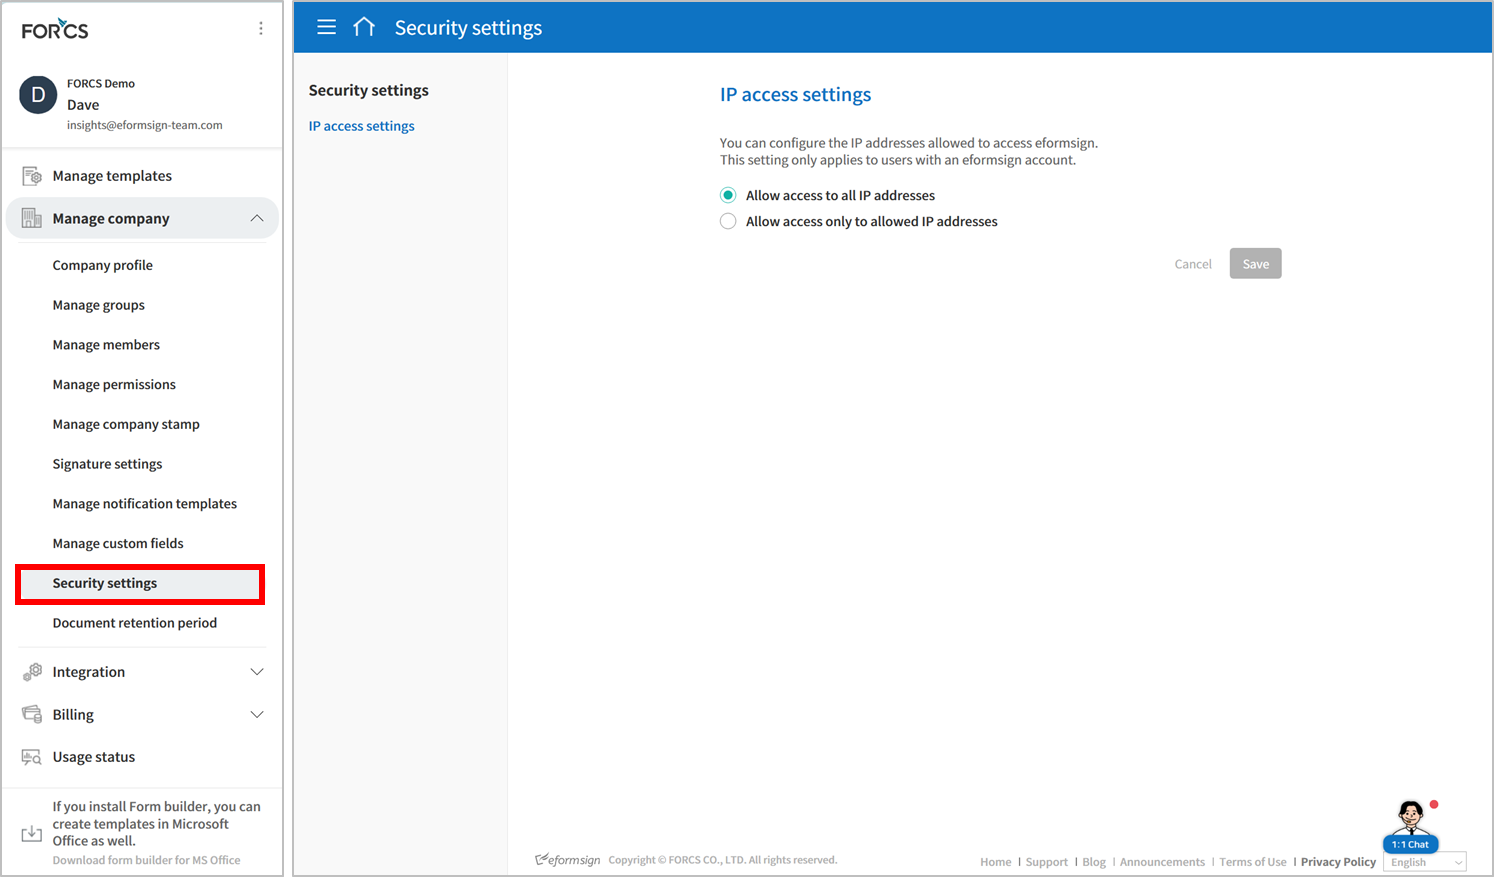 FORCS
D
FORCS Demo
Dave
insights@eformsign-team.com
Manage templates
Manage company
Company profile
Manage groups
Manage members
Manage permissions
Manage company stamp
Signature settings
Manage notification templates
Manage custom fields
Security settings
Document retention period
Integration
Billing
Usage status
If you install Form builder, you can
create templates in Microsoft
Office as well.
Download form builder for MS Office
Security settings
Security settings
IP access settings
IP access settings
You can configure the IP addresses allowed to access eformsign.
This setting only applies to users with an eformsign account.
Allow access to all IP addresses
Allow access only to allowed IP addresses
Cancel Save
1:1 Chat
eformsign Copyright © FORCS CO., LTD. All rights reserved.
Home | Support | Blog | Announcements | Terms of Use | Privacy Policy English